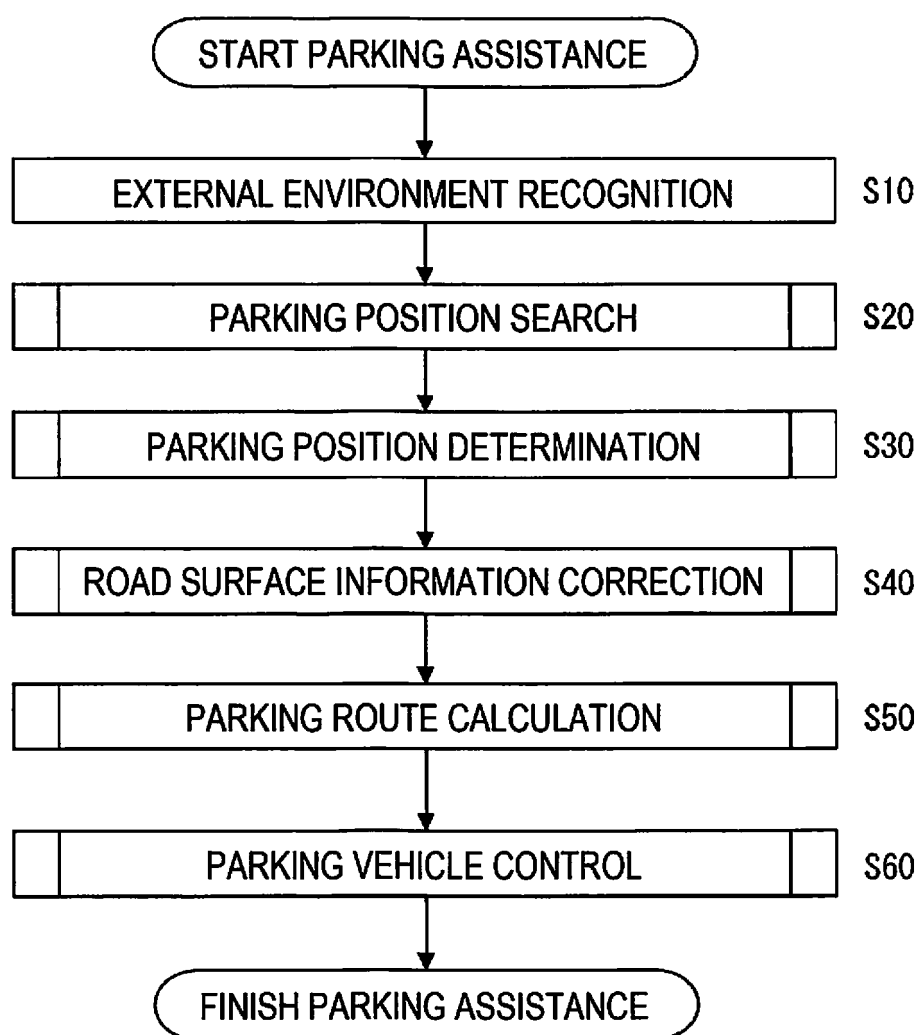 START PARKING ASSISTANCE
EXTERNAL ENVIRONMENT RECOGNITION S10
PARKING POSITION SEARCH S20
PARKING POSITION DETERMINATION S30
ROAD SURFACE INFORMATION CORRECTION S40
PARKING ROUTE CALCULATION S50
PARKING VEHICLE CONTROL S60
FINISH PARKING ASSISTANCE